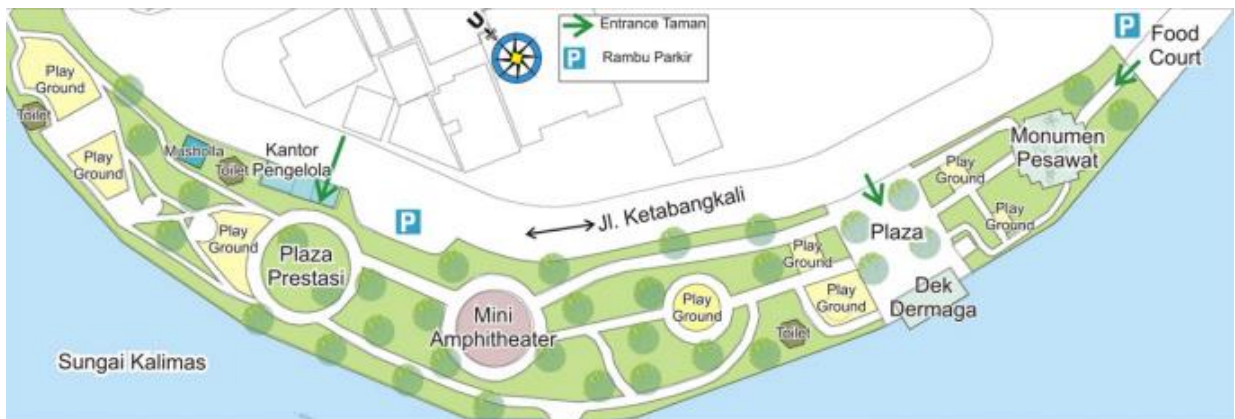 U
Entrance Taman
P
Rambu Parkir
P
Food
Court
Play
Ground
Toilet
Play
Ground
Masholla
Toilet
Kantor
Pengelola
P
Jl. Ketabangkali
Monumen
Pesawat
Play
Ground
Play
Ground
Play
Ground
Plaza
Prestasi
Plaza
Play
Ground
Play
Ground
Dek
Dermaga
Play
Ground
Mini
Amphitheater
Toilet
Sungai Kalimas